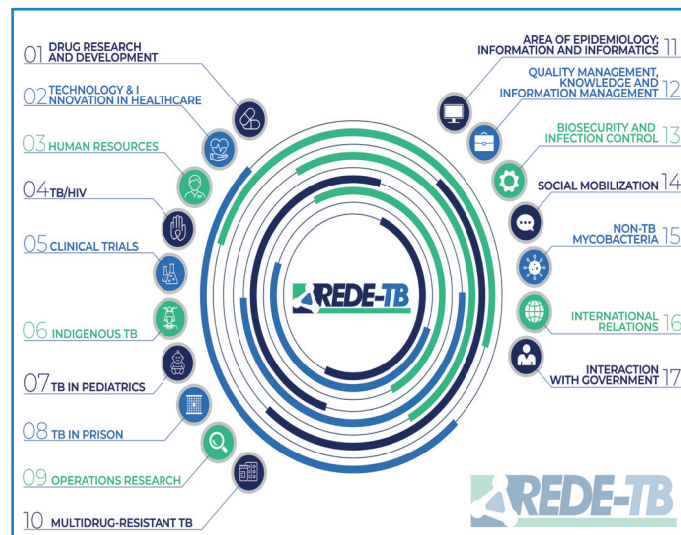 01 DRUG RESEARCH
AND DEVELOPMENT
02 TECHNOLOGY & I
NNOVATION IN HEALTHCARE
03 HUMAN RESOURCES
04 TB/HIV
05 CLINICAL TRIALS
06 INDIGENOUS TB
07 TB IN PEDIATRICS
08 TB IN PRISON
09 OPERATIONS RESEARCH
10 MULTIDRUG-RESISTANT TB
REDE-TB
AREA OF EPIDEMIOLOGY;
INFORMATION AND INFORMATICS 11
QUALITY MANAGEMENT,
KNOWLEDGE AND
INFORMATION MANAGEMENT 12
BIOSECURITY AND
INFECTION CONTROL 13
SOCIAL MOBILIZATION 14
NON-TB
MYCOBACTERIA 15
INTERNATIONAL
RELATIONS 16
INTERACTION
WITH GOVERNMENT 17
REDE-TB